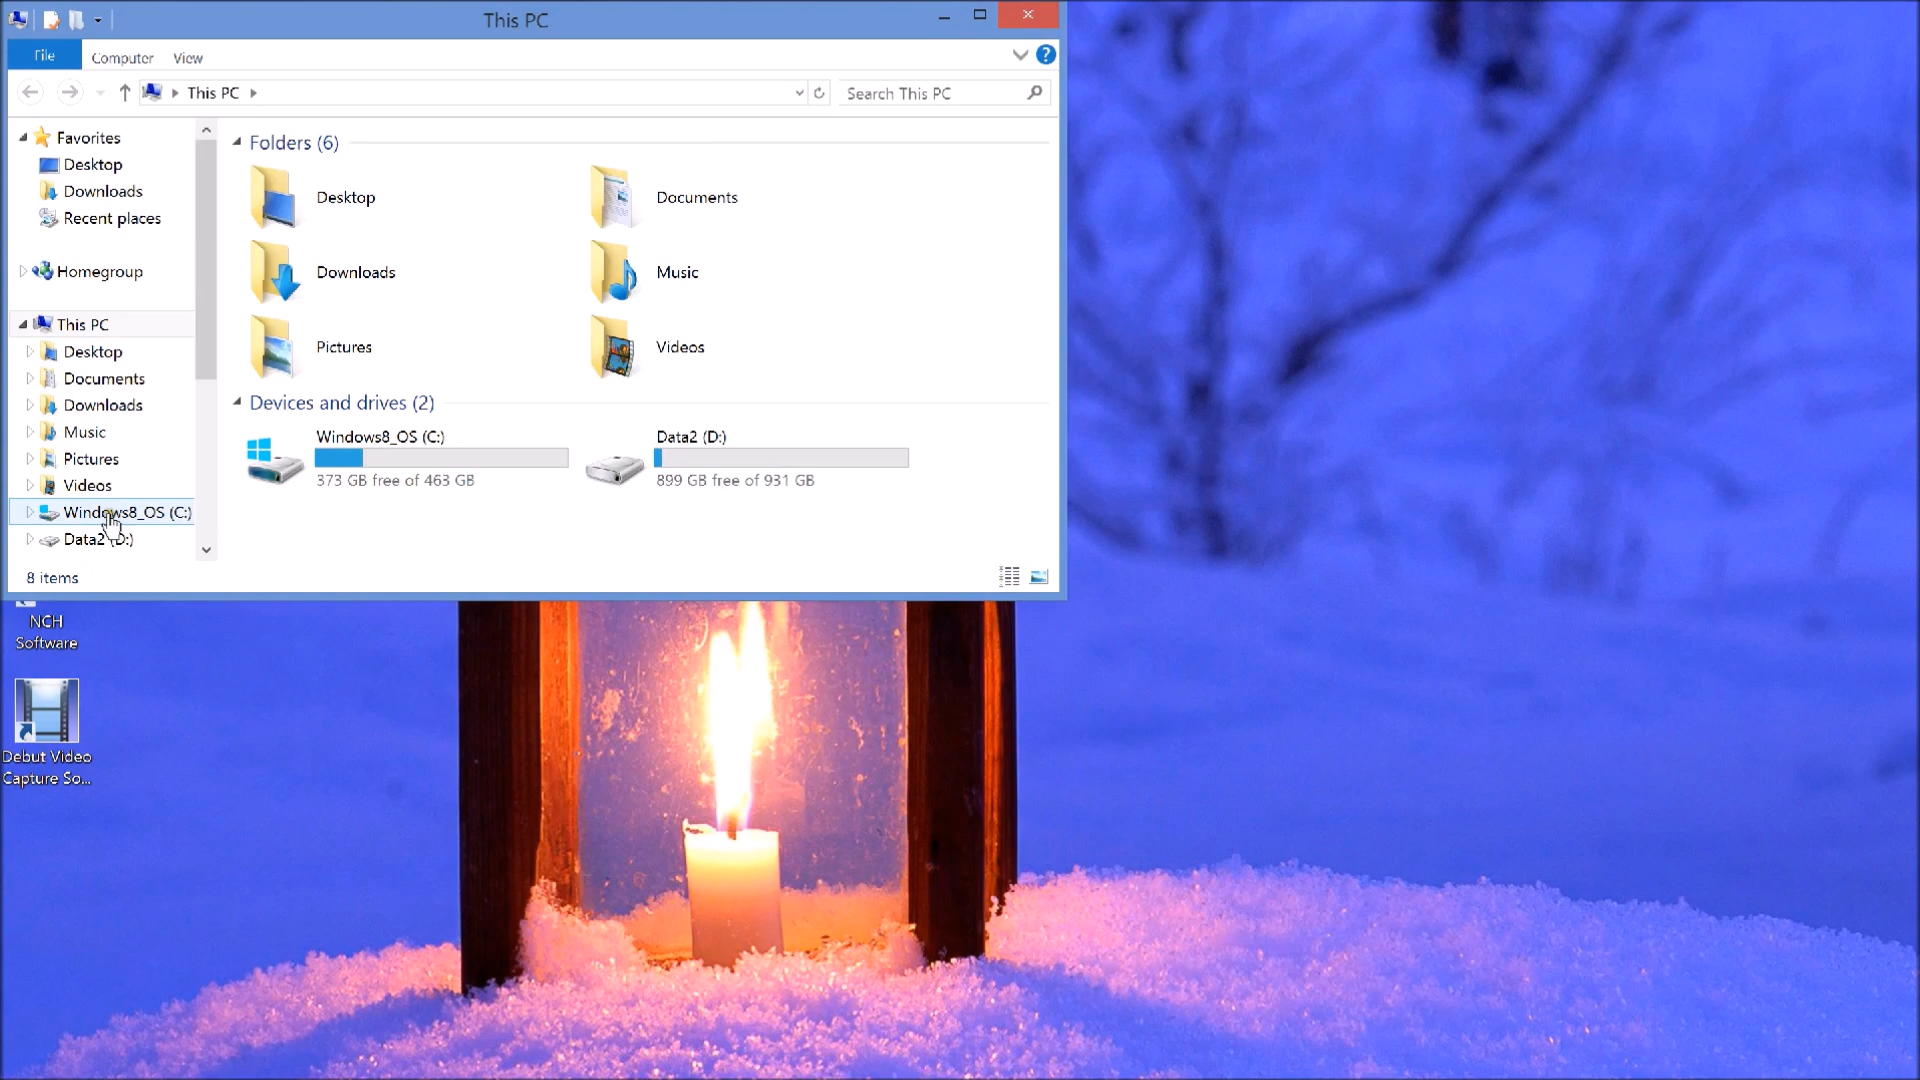 This PC
File
Computer
View
This PC
Search This PC
Favorites
Desktop
Downloads
Recent places
Homegroup
This PC
Desktop
Documents
Downloads
Music
Pictures
Videos
Windows8_OS (C:)
Data2 (D:)
Folders (6)
Desktop
Documents
Downloads
Music
Pictures
Videos
Devices and drives (2)
Windows8_OS (C:)
373 GB free of 463 GB
Data2 (D:)
899 GB free of 931 GB
8 items
NCH
Software
Debut Video
Capture So...